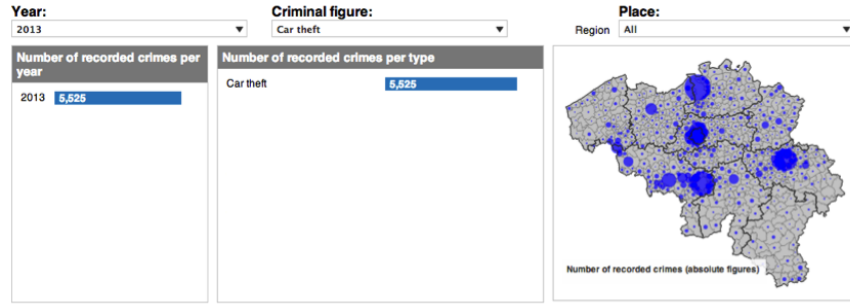 Year:
2013
Criminal figure:
Car theft
Place:
Region All
Number of recorded crimes per
year
2013 5,525
Number of recorded crimes per type
Car theft 5,525
Number of recorded crimes (absolute figures)